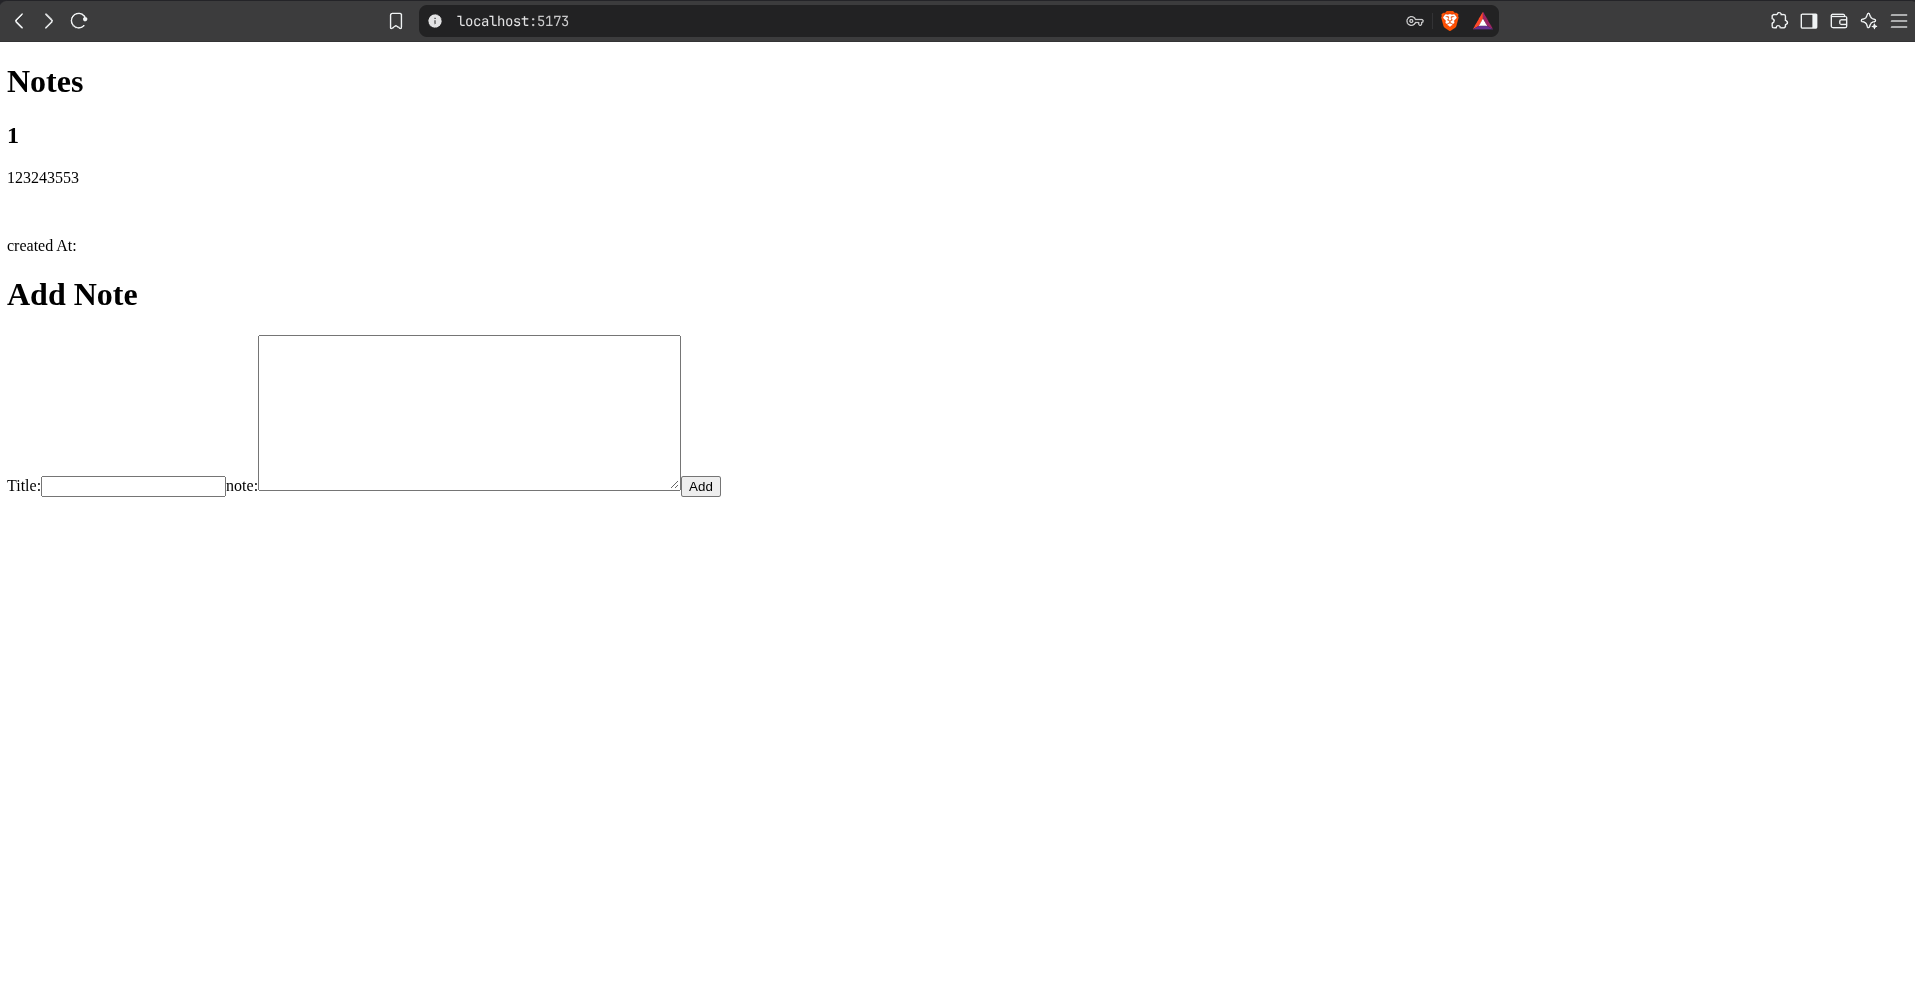 localhost:5173
Notes
1
123243553
created At:
Add Note
Title:
note:
Add